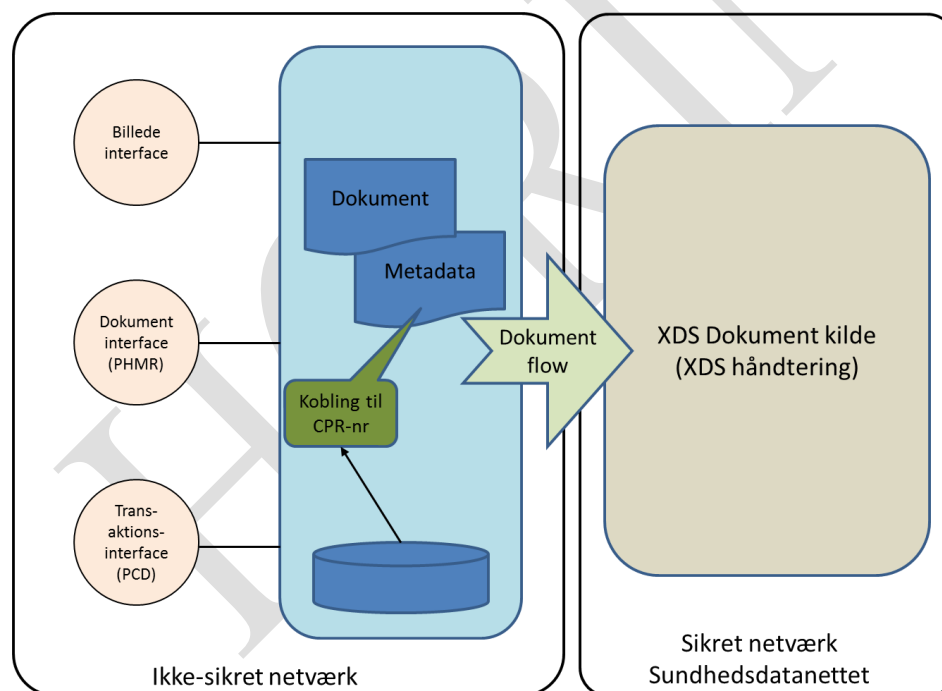 Billede
interface
Dokument
Metadata
Dokument
interface
(PHMR)
Kobling til
CPR-nr
Dokument
flow
XDS Dokument kilde
(XDS håndtering)
Trans-
aktions-
interface
(PCD)
Ikke-sikret netværk
Sikret netværk
Sundhedsdatanettet